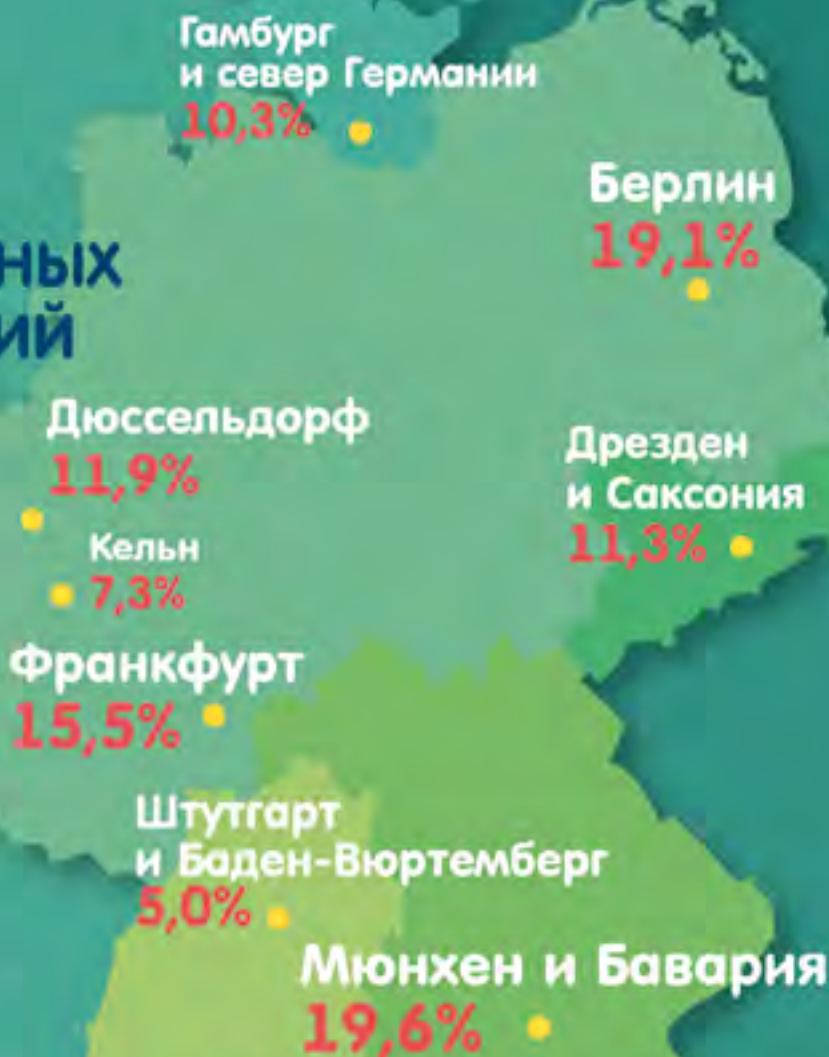 Гамбург
и север Германии
10,3%
Берлин
19,1%
ных
ий
Дюссельдорф
11,9%
Дрезден
и Саксония
11,3%
Кельн
7,3%
Франкфурт
15,5%
Штутгарт
и Баден-Вюртемберг
5,0%
Мюнхен и Бавария
19,6%